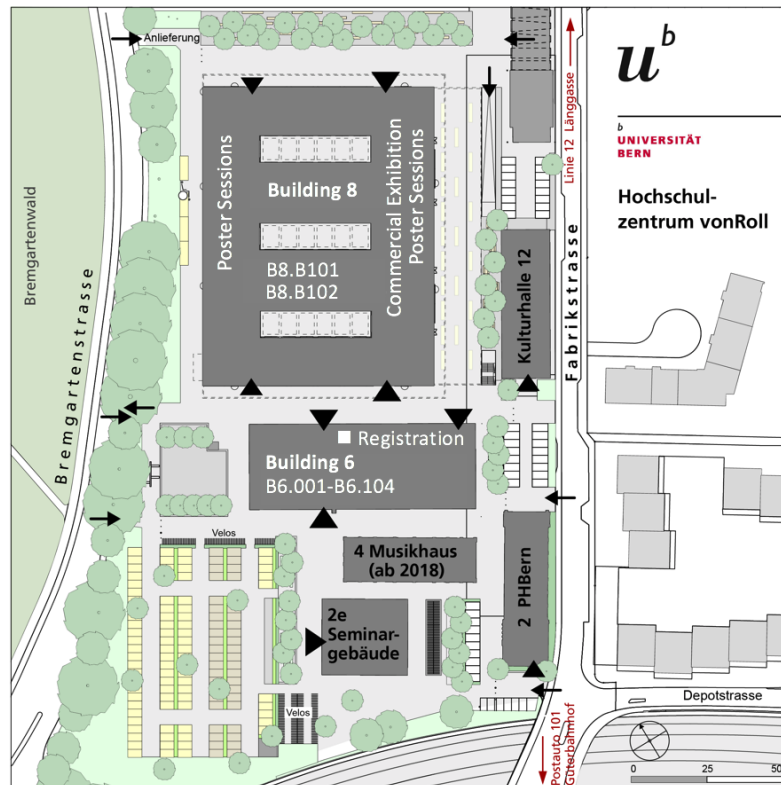 Anlieferung
u^b
b
UNIVERSITÄT
BERN
Hochschul-
zentrum vonRoll
Linie 12 Länggasse
Bremgartenwald
Bremgartenstrasse
Poster Sessions
Building 8
B8.B101
B8.B102
Commercial Exhibition
Poster Sessions
Kulturhalle 12
Fabrikstrasse
Registration
Building 6
B6.001-B6.104
Velos
4 Musikhaus
(ab 2018)
2e
Seminar-
gebäude
2 PHBern
Velos
Depotstrasse
Postauto 101
Güterbahnhof
0 25 50